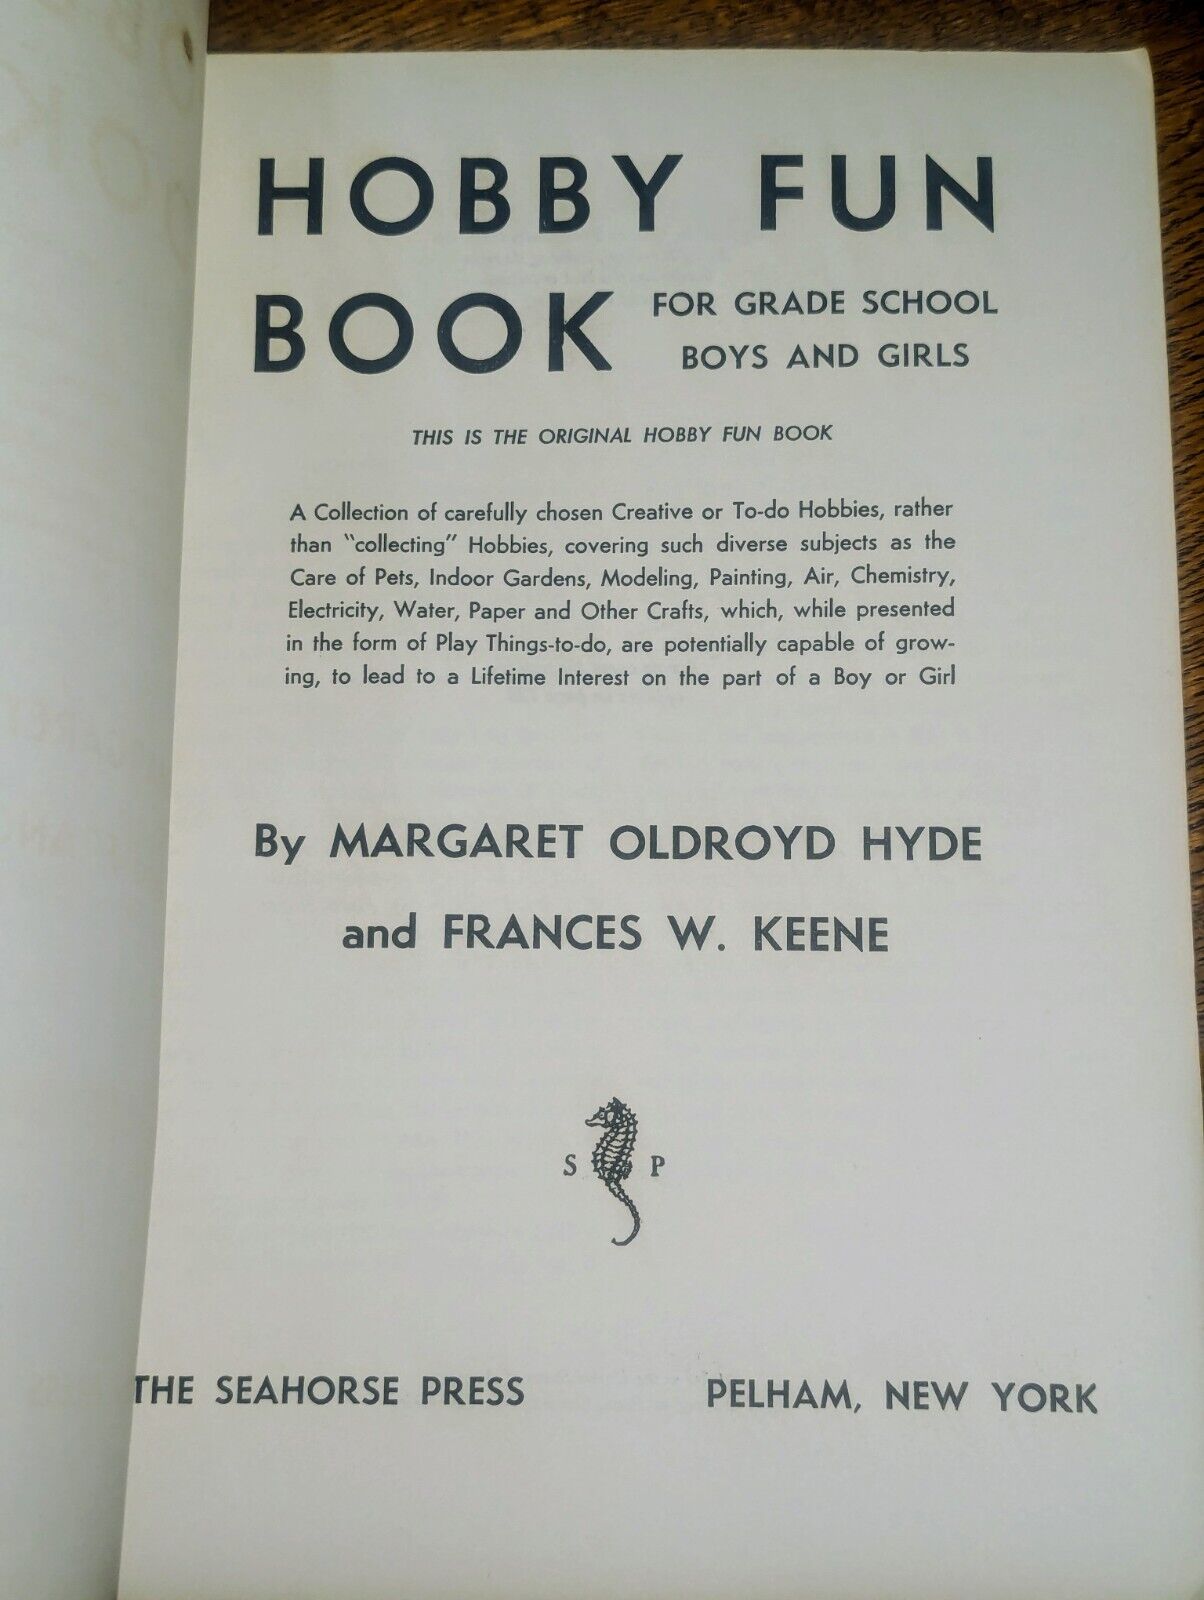 HOBBY FUN
BOOK FOR GRADE SCHOOL
BOYS AND GIRLS
THIS IS THE ORIGINAL HOBBY FUN BOOK
A Collection of carefully chosen Creative or To-do Hobbies, rather
than "collecting" Hobbies, covering such diverse subjects as the
Care of Pets, Indoor Gardens, Modeling, Painting, Air, Chemistry,
Electricity, Water, Paper and Other Crafts, which, while presented
in the form of Play Things-to-do, are potentially capable of grow-
ing, to lead to a Lifetime Interest on the part of a Boy or Girl
By MARGARET OLDROYD HYDE
and FRANCES W. KEENE
S P
THE SEAHORSE PRESS PELHAM, NEW YORK